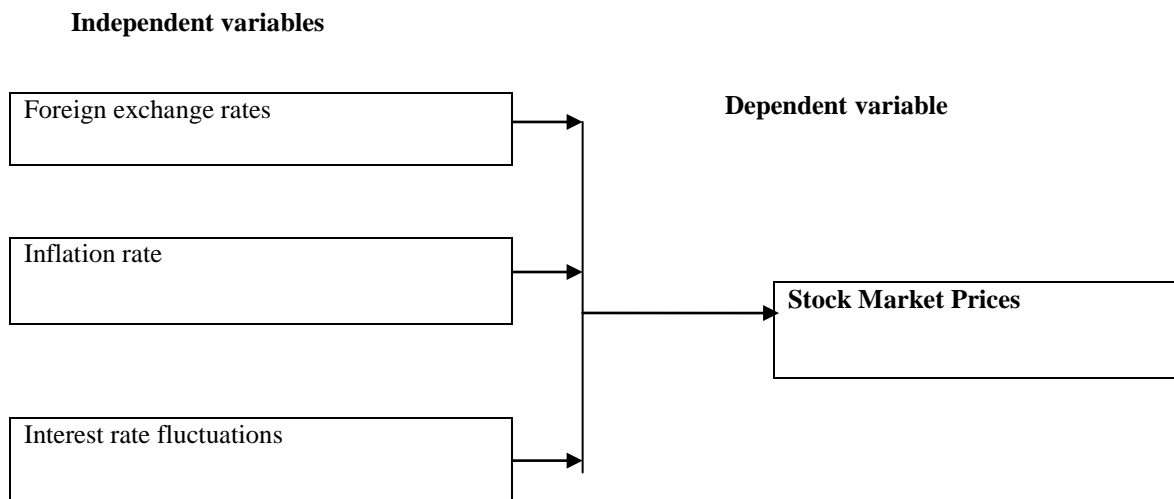 Independent variables
Foreign exchange rates
Dependent variable
Inflation rate
Stock Market Prices
Interest rate fluctuations